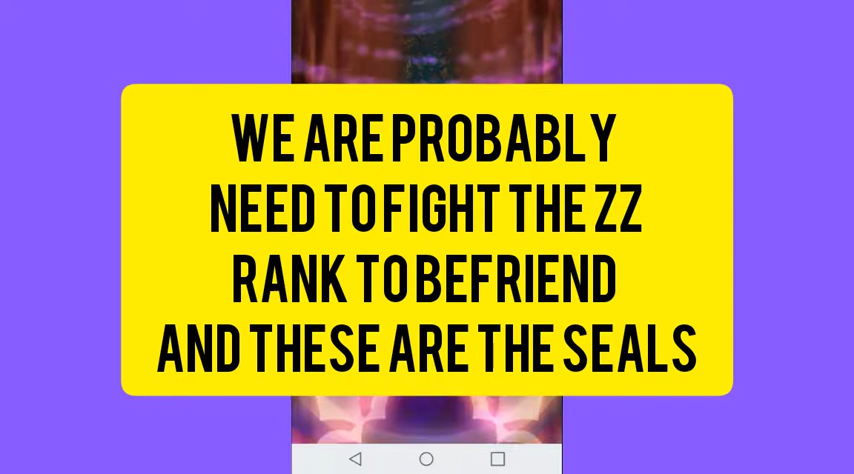 WE ARE PROBABLY
NEED TO FIGHT THE ZZ
RANK TO BEFRIEND
AND THESE ARE THE SEALS